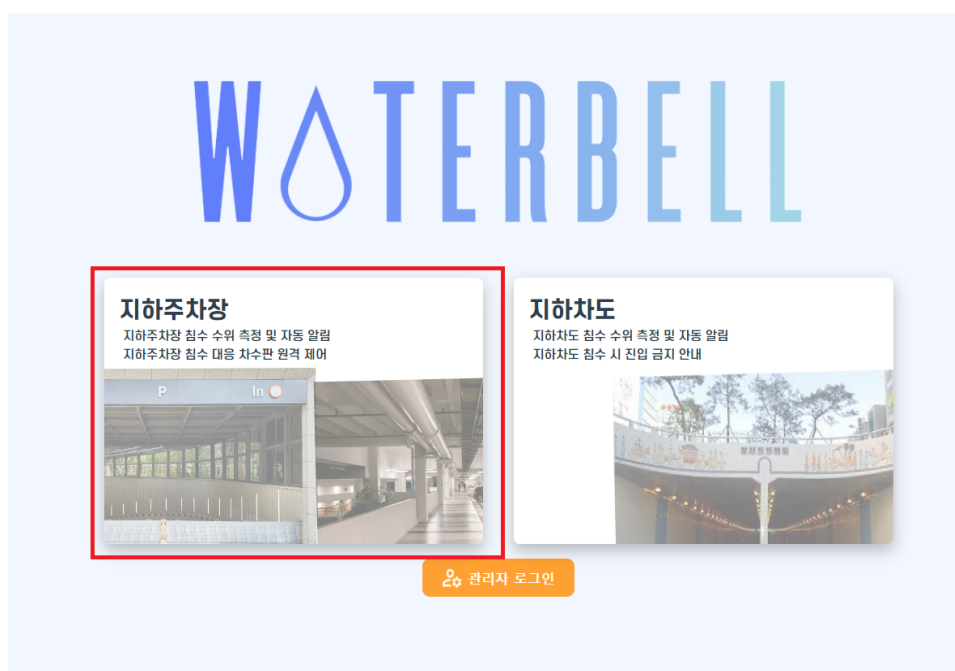 WATERBELL
지하주차장
지하주차장 침수 수위 측정 및 자동 알림
지하주차장 침수 대응 차수판 원격 제어
P In
지하차도
지하차도 침수 수위 측정 및 자동 알림
지하차도 침수 시 진입 금지 안내
관리자 로그인